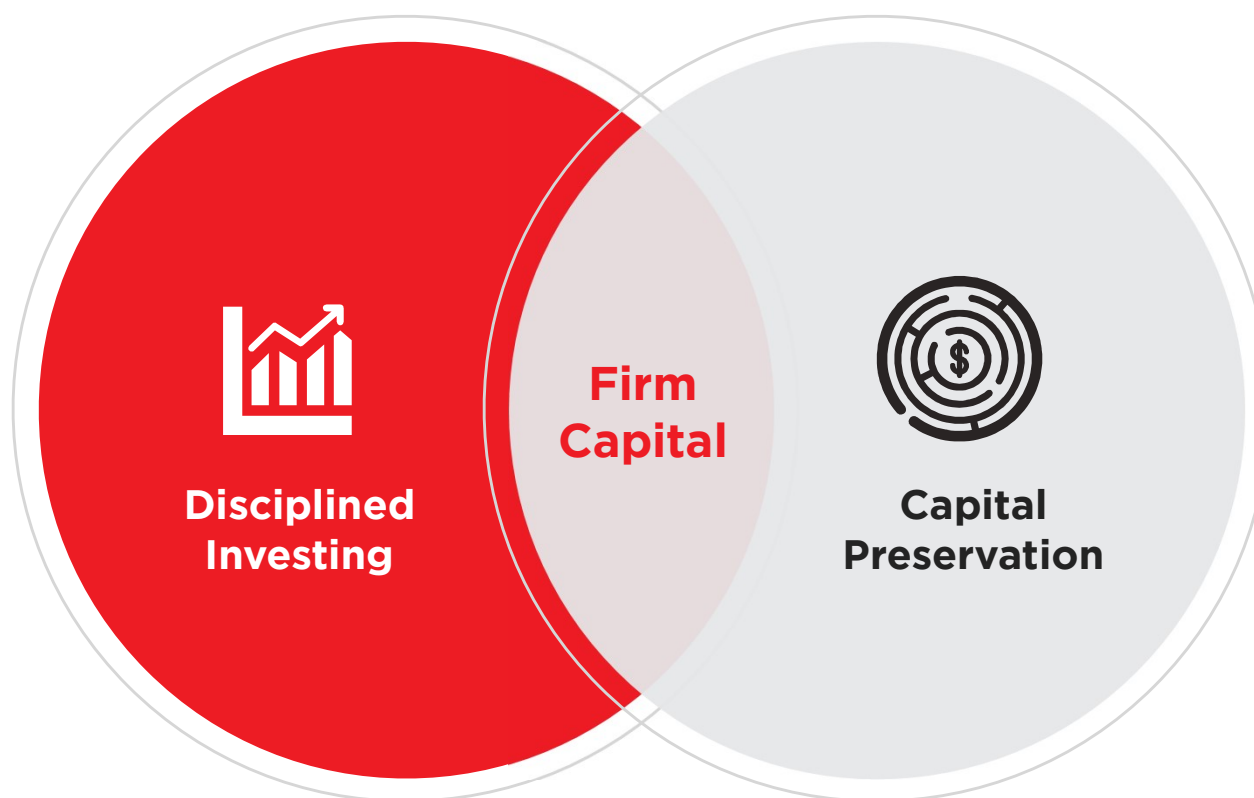 Disciplined
Investing
Firm
Capital
$
Capital
Preservation